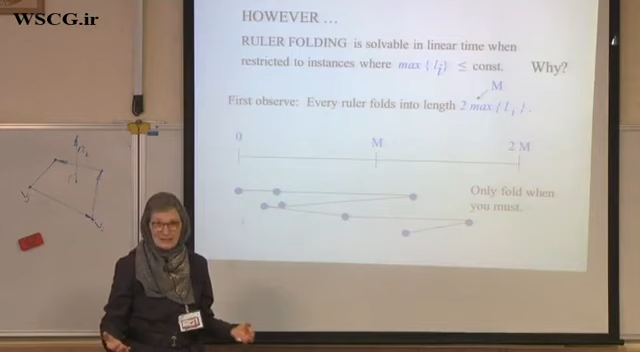 WSCG.ir
HOWEVER ...
RULER FOLDING is solvable in linear time when
restricted to instances where max { lᵢ } ≤ const. Why?
M
First observe: Every ruler folds into length 2 max { lᵢ } .
0 M 2 M
Only fold when
you must.